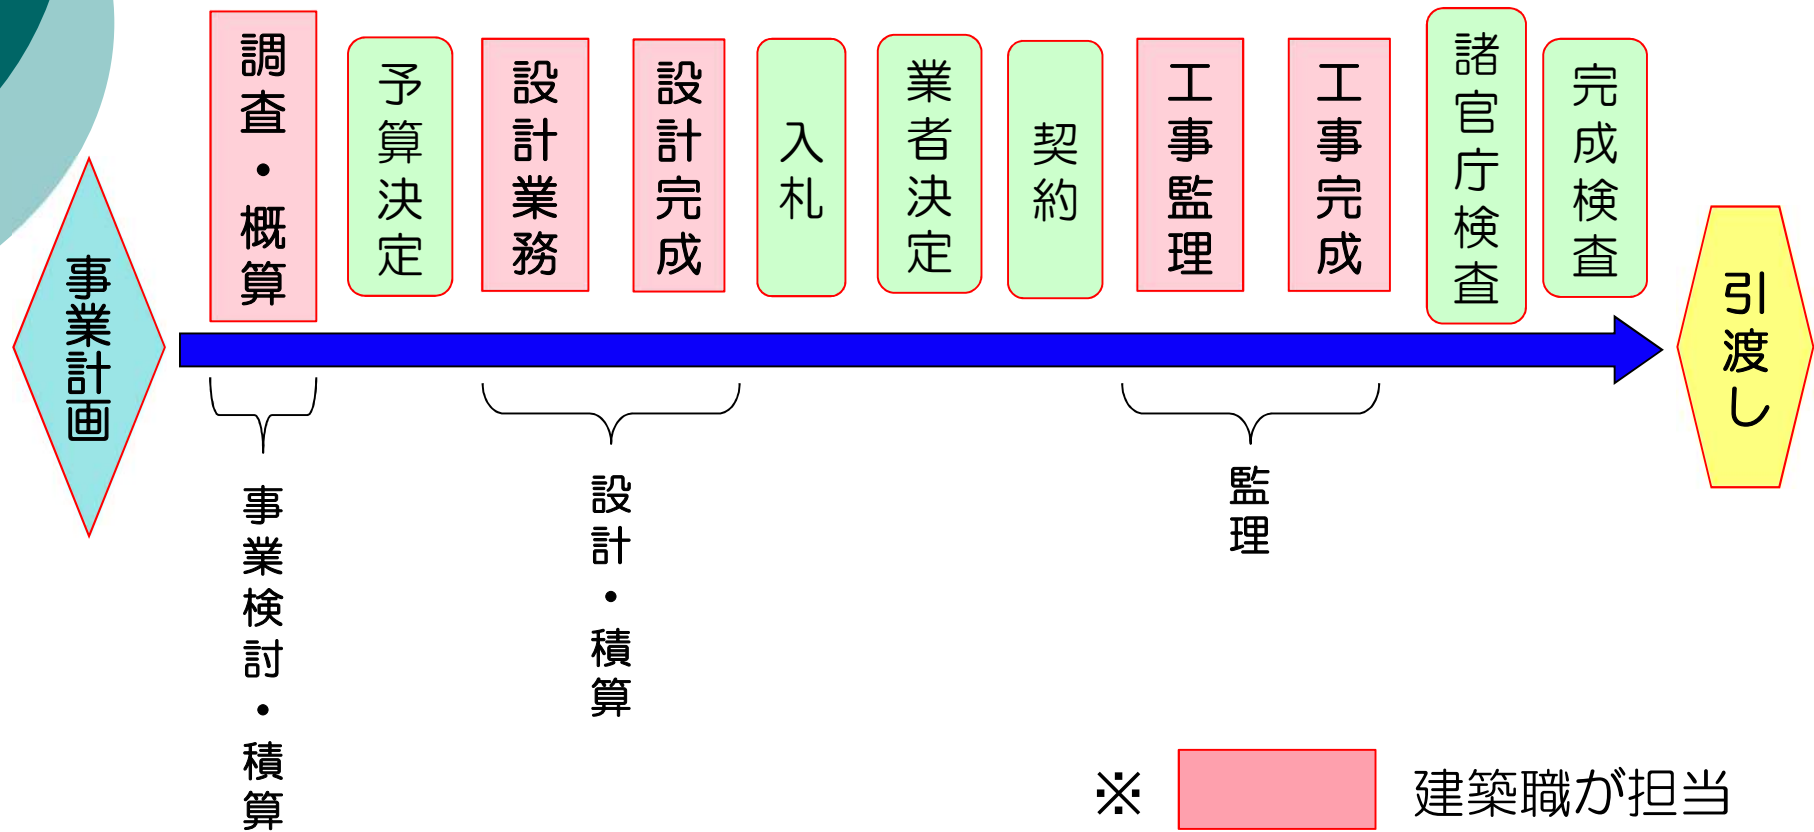 事業計画
調査・概算
予算決定
設計業務
設計完成
入札
業者決定
契約
工事監理
工事完成
諸官庁検査
完成検査
引渡し
事業検討・積算
設計・積算
監理
※ 建築職が担当